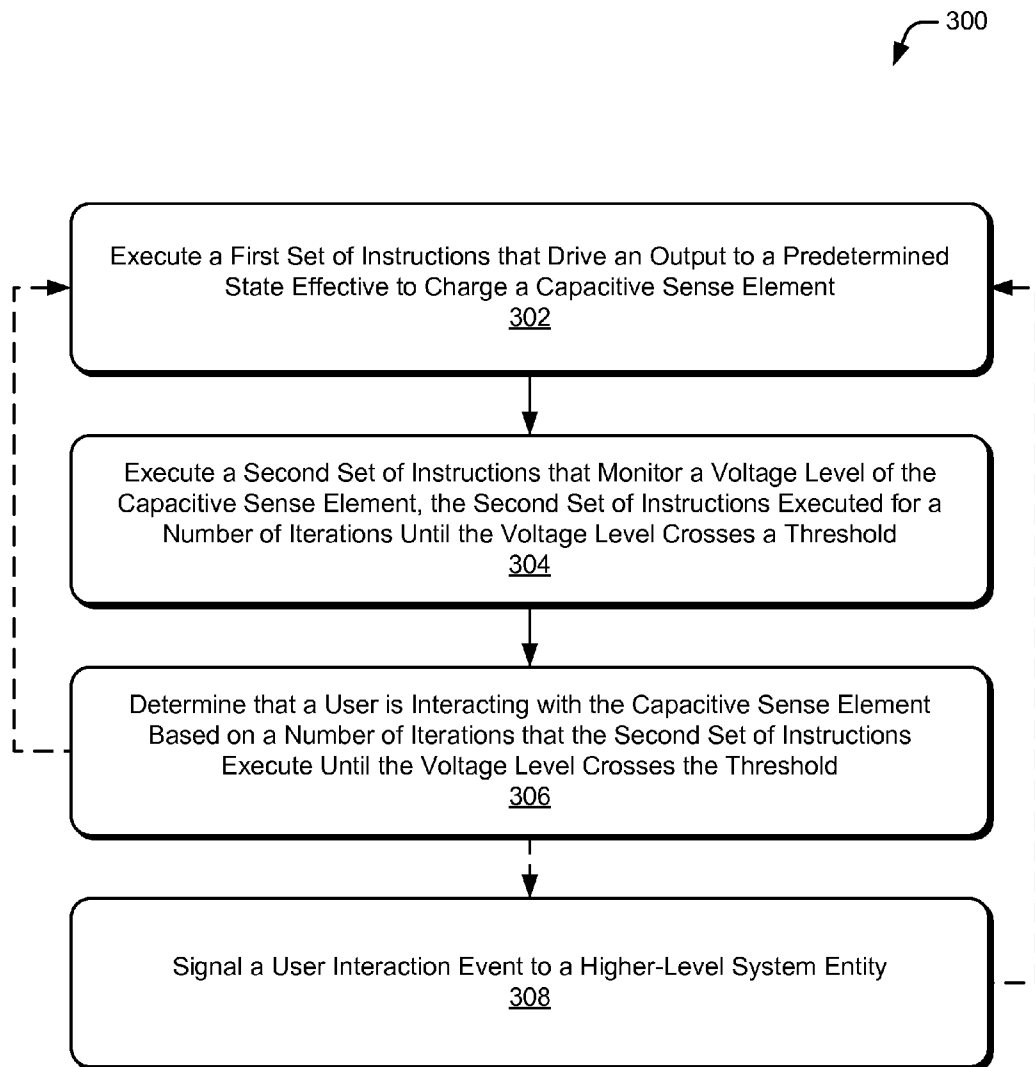 300
Execute a First Set of Instructions that Drive an Output to a Predetermined
State Effective to Charge a Capacitive Sense Element
302
Execute a Second Set of Instructions that Monitor a Voltage Level of the
Capacitive Sense Element, the Second Set of Instructions Executed for a
Number of Iterations Until the Voltage Level Crosses a Threshold
304
Determine that a User is Interacting with the Capacitive Sense Element
Based on a Number of Iterations that the Second Set of Instructions
Execute Until the Voltage Level Crosses the Threshold
306
Signal a User Interaction Event to a Higher-Level System Entity
308